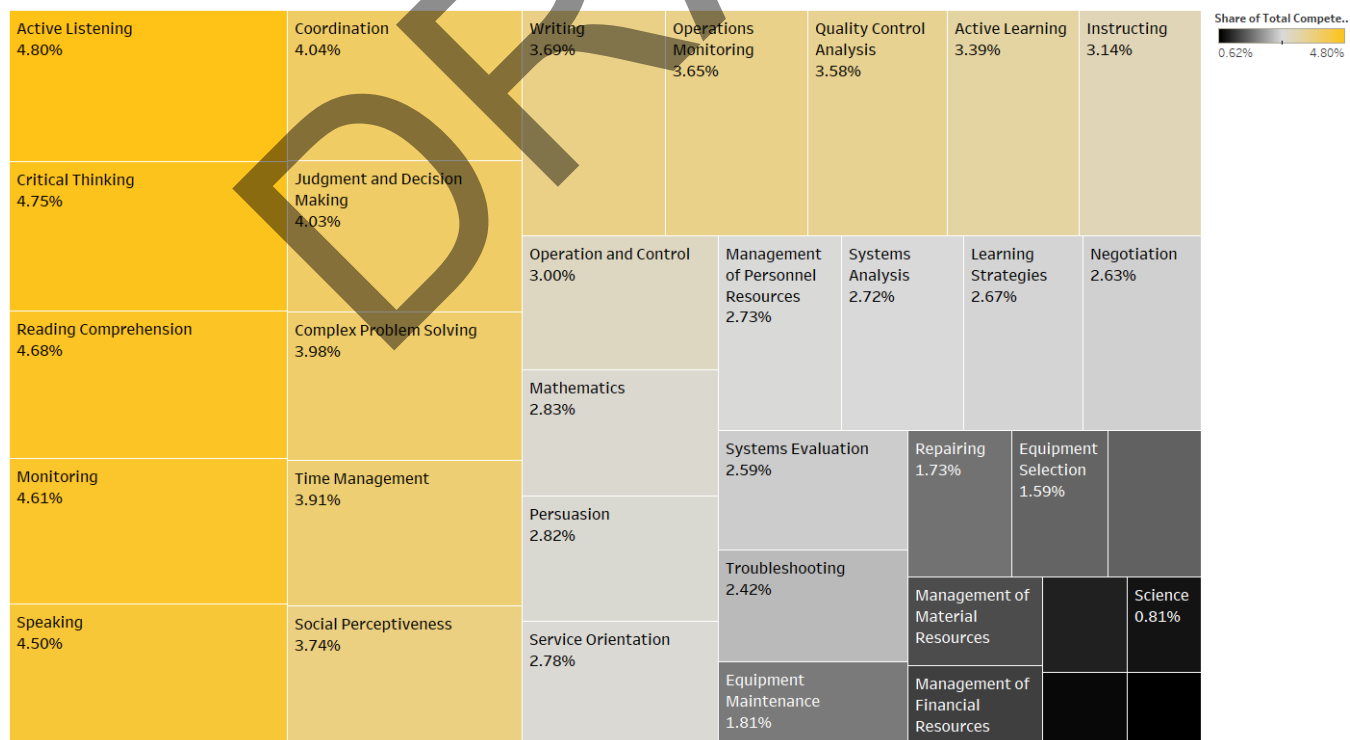 Active Listening
4.80%
Critical Thinking
4.75%
Reading Comprehension
4.68%
Monitoring
4.61%
Speaking
4.50%
Coordination
4.04%
Judgment and Decision
Making
4.03%
Complex Problem Solving
3.98%
Time Management
3.91%
Social Perceptiveness
3.74%
Writing
3.69%
Operations
Monitoring
3.65%
Quality Control
Analysis
3.58%
Active Learning
3.39%
Instructing
3.14%
Operation and Control
3.00%
Mathematics
2.83%
Persuasion
2.82%
Service Orientation
2.78%
Management
of Personnel
Resources
2.73%
Systems
Analysis
2.72%
Learning
Strategies
2.67%
Negotiation
2.63%
Systems Evaluation
2.59%
Troubleshooting
2.42%
Equipment
Maintenance
1.81%
Repairing
1.73%
Equipment
Selection
1.59%
Management of
Material
Resources
Management of
Financial
Resources
Science
0.81%
Share of Total Compete..
0.62% 4.80%